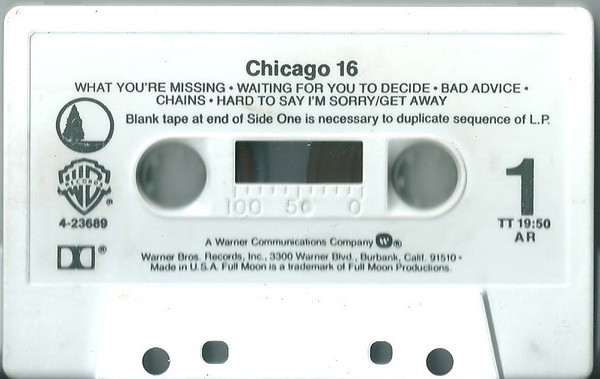 Chicago 16
WHAT YOU'RE MISSING • WAITING FOR YOU TO DECIDE • BAD ADVICE •
CHAINS • HARD TO SAY I'M SORRY/GET AWAY
Blank tape at end of Side One is necessary to duplicate sequence of L.P.
WB
RECORDS
®
4-23689
®
100 50 0
1
TT 19:50
AR
A Warner Communications Company ®
Warner Bros. Records, Inc., 3300 Warner Blvd., Burbank, Calif. 91510 •
Made in U.S.A. Full Moon is a trademark of Full Moon Productions.